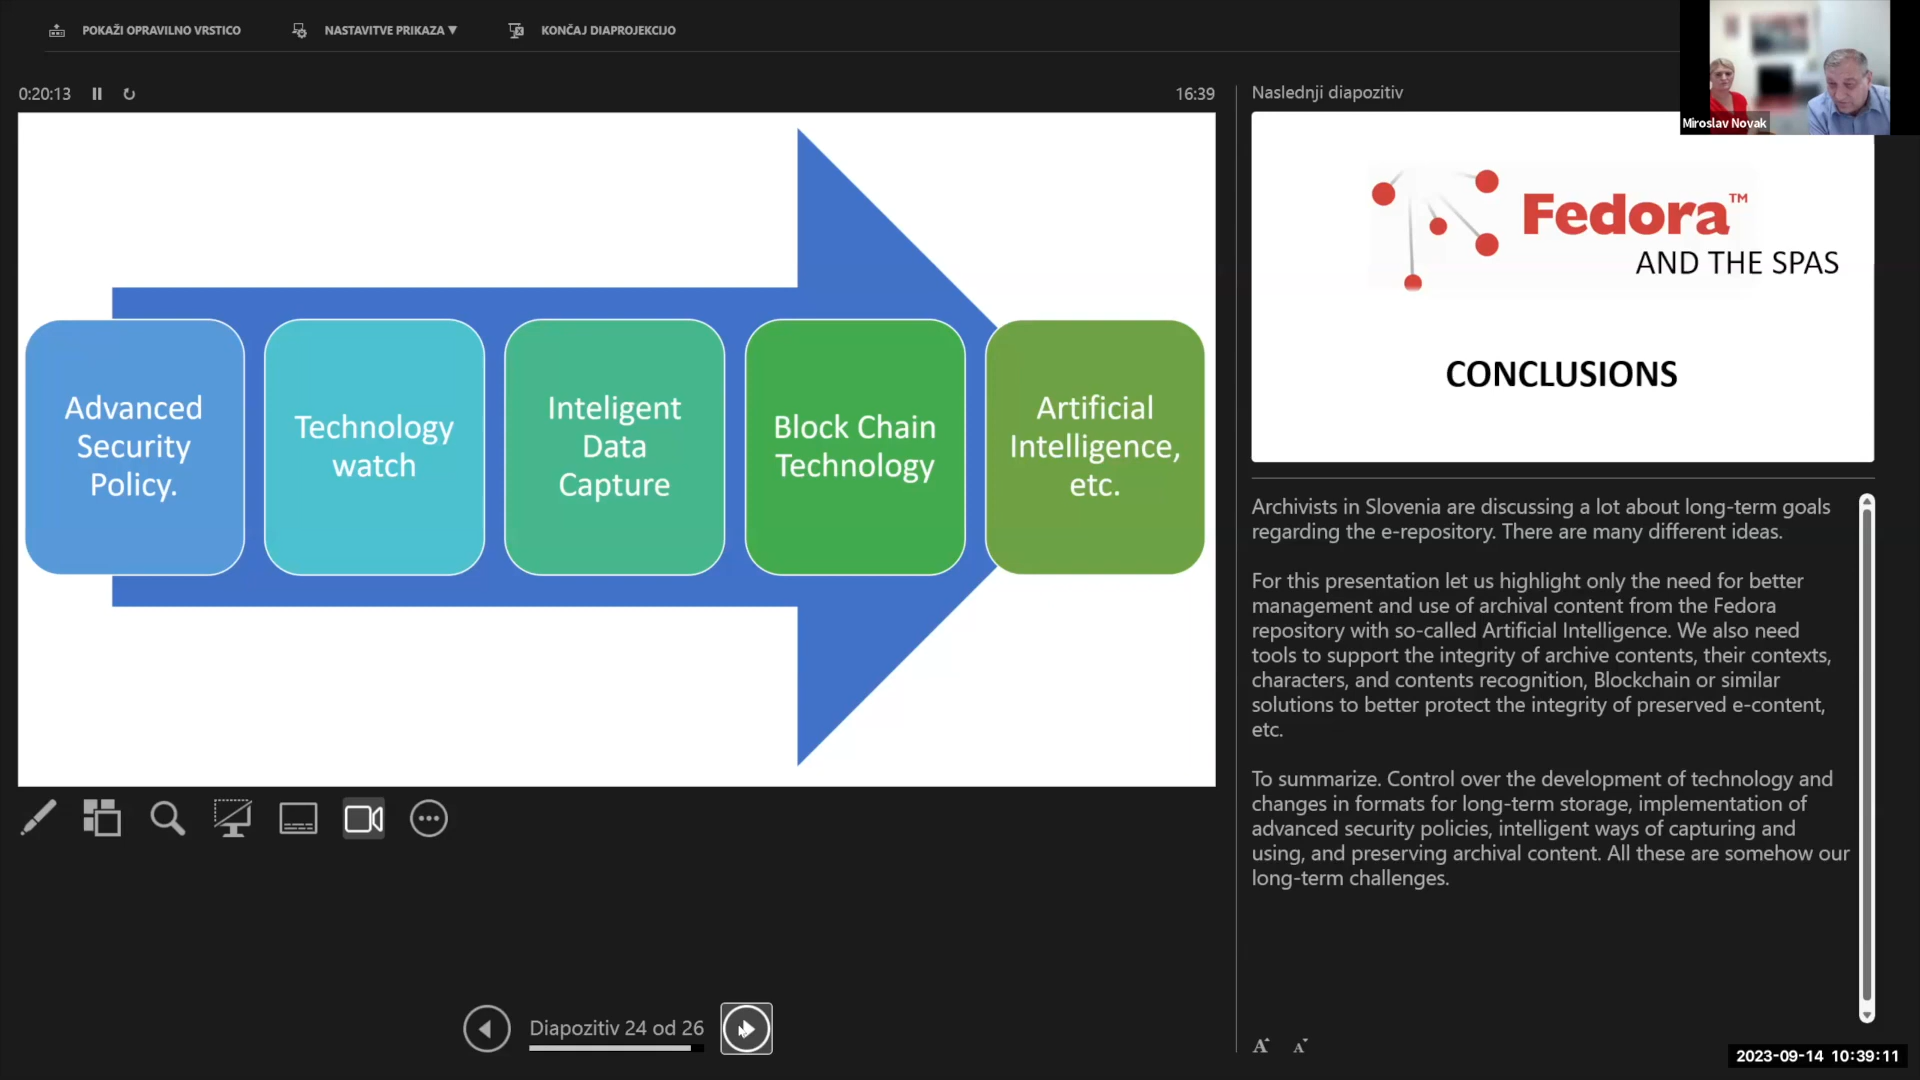 POKAŽI OPRAVILNO VRSTICO
NASTAVITVE PRIKAZA ▼
KONČAJ DIAPROJEKCIJO
0:20:13
16:39
Advanced
Security
Policy.
Technology
watch
Inteligent
Data
Capture
Block Chain
Technology
Artificial
Intelligence,
etc.
Diapozitiv 24 od 26
Naslednji diapozitiv
Miroslav Novak
Fedora™
AND THE SPAS
CONCLUSIONS
Archivists in Slovenia are discussing a lot about long-term goals
regarding the e-repository. There are many different ideas.
For this presentation let us highlight only the need for better
management and use of archival content from the Fedora
repository with so-called Artificial Intelligence. We also need
tools to support the integrity of archive contents, their contexts,
characters, and contents recognition, Blockchain or similar
solutions to better protect the integrity of preserved e-content,
etc.
To summarize. Control over the development of technology and
changes in formats for long-term storage, implementation of
advanced security policies, intelligent ways of capturing and
using, and preserving archival content. All these are somehow our
long-term challenges.
A A
2023-09-14 10:39:11